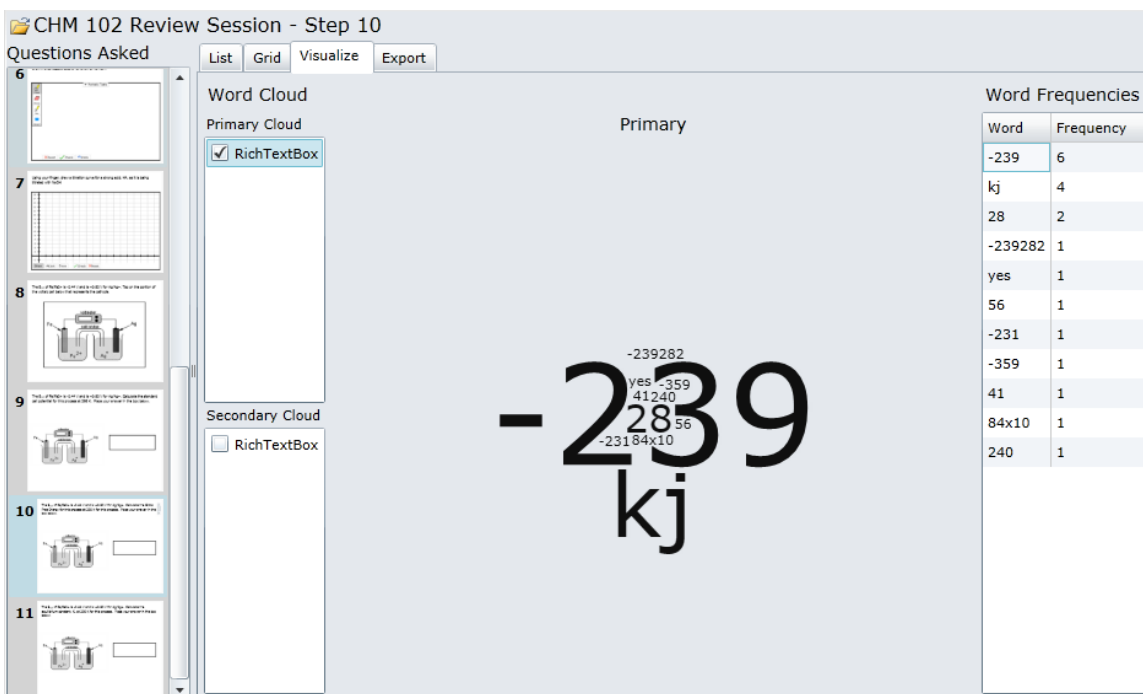 CHM 102 Review Session - Step 10
Questions Asked
List Grid Visualize Export
6
7
8
9
10
11
Word Cloud
Primary Cloud
RichTextBox
Secondary Cloud
RichTextBox
Primary
-239282
-239
yes -359
41 240
28 56
-231 84x10
kj
Word Frequencies
Word Frequency
-239 6
kj 4
28 2
-239282 1
yes 1
56 1
-231 1
-359 1
41 1
84x10 1
240 1